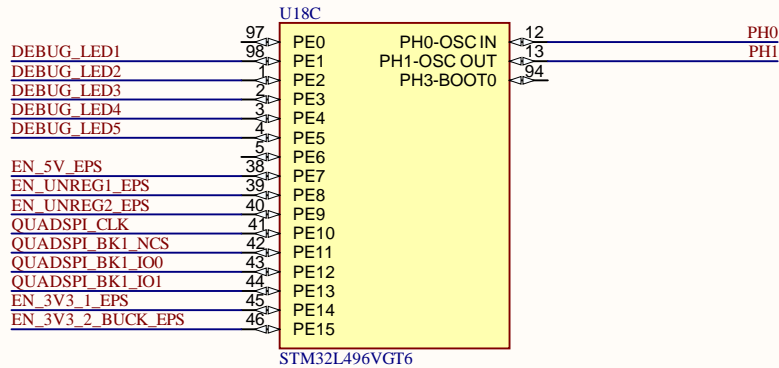 U18C
97 PE0 PH0-OSC IN 12 PH0
DEBUG_LED1 98 PE1 PH1-OSC OUT 13 PH1
DEBUG_LED2 1 PE2 PH3-BOOT0 94
DEBUG_LED3 2 PE3
DEBUG_LED4 3 PE4
DEBUG_LED5 4 PE5
5 PE6
EN_5V_EPS 38 PE7
EN_UNREG1_EPS 39 PE8
EN_UNREG2_EPS 40 PE9
QUADSPI_CLK 41 PE10
QUADSPI_BK1_NCS 42 PE11
QUADSPI_BK1_IO0 43 PE12
QUADSPI_BK1_IO1 44 PE13
EN_3V3_1_EPS 45 PE14
EN_3V3_2_BUCK_EPS 46 PE15
STM32L496VGT6